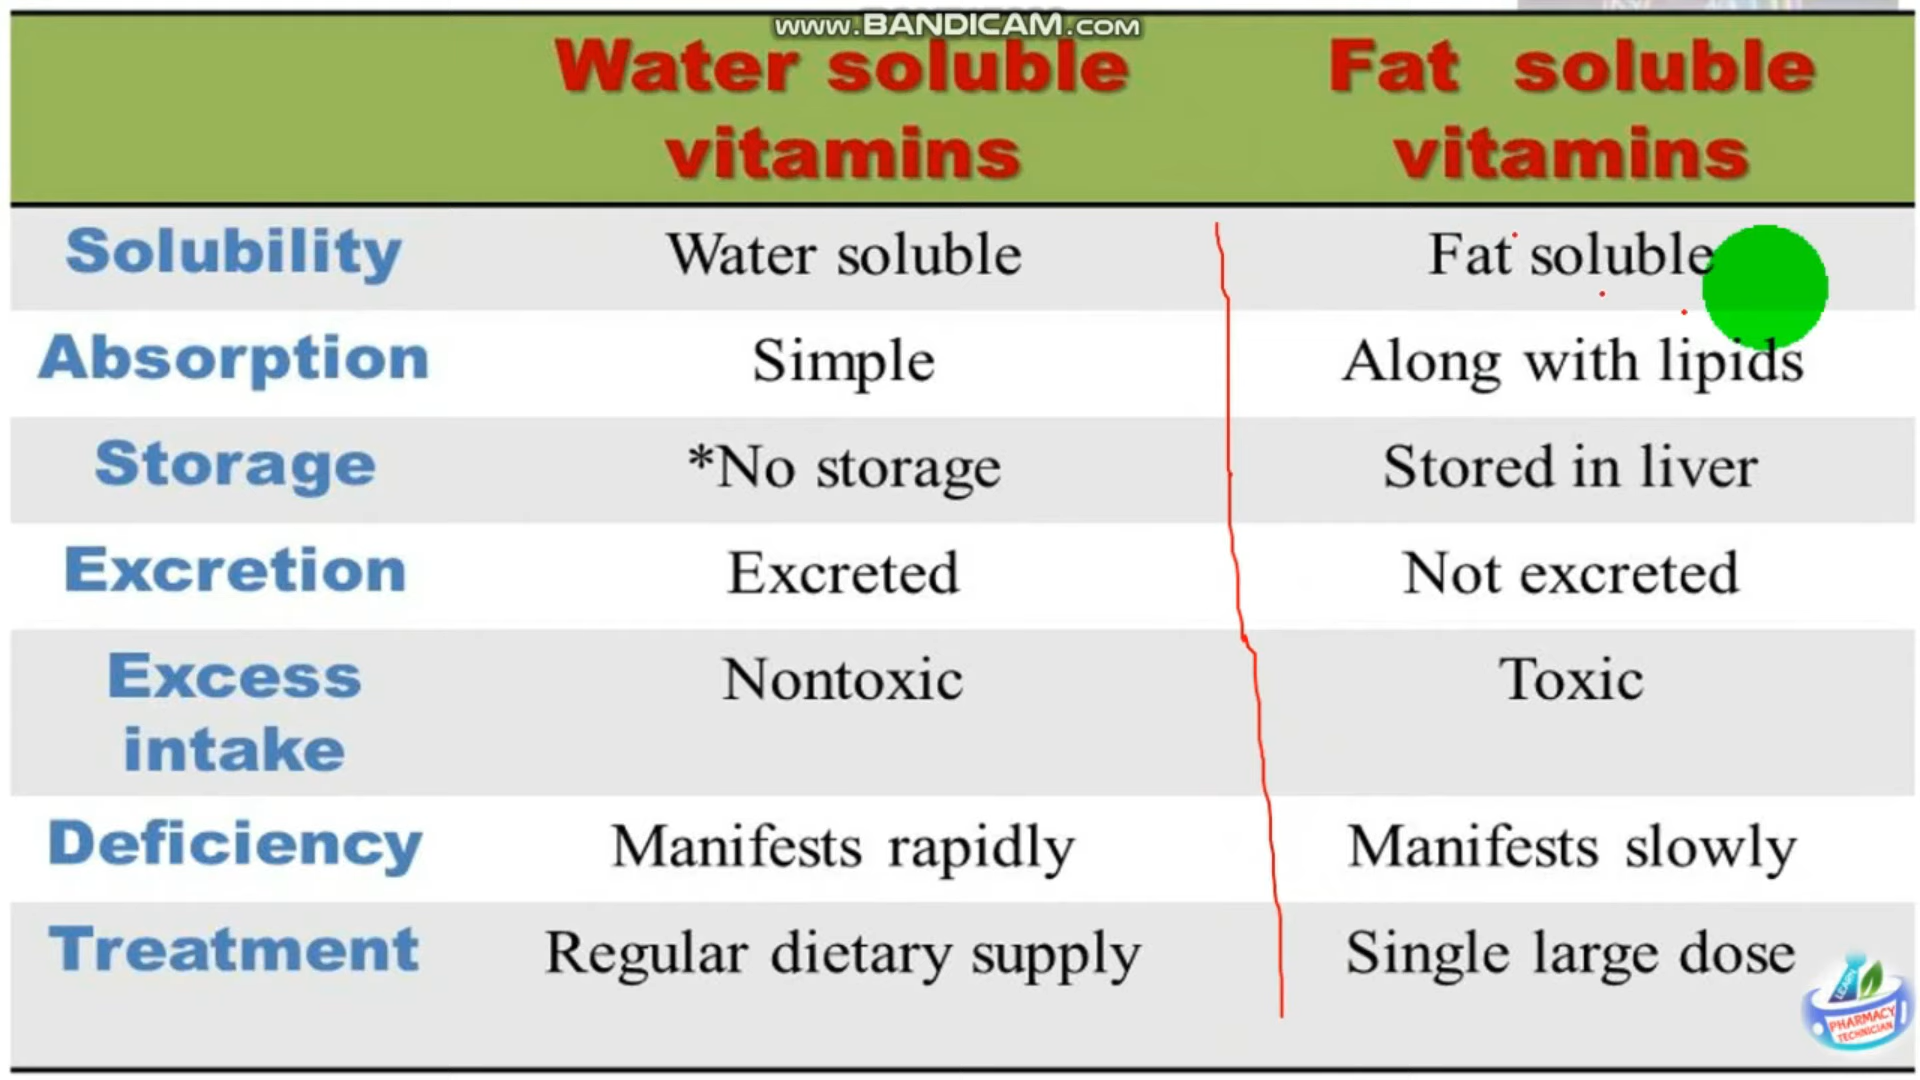 www.BANDICAM.com
Water soluble vitamins
Fat soluble vitamins
Solubility Water soluble Fat soluble
Absorption Simple Along with lipids
Storage *No storage Stored in liver
Excretion Excreted Not excreted
Excess intake Nontoxic Toxic
Deficiency Manifests rapidly Manifests slowly
Treatment Regular dietary supply Single large dose
LEARN
PHARMACY
TECHNICIAN